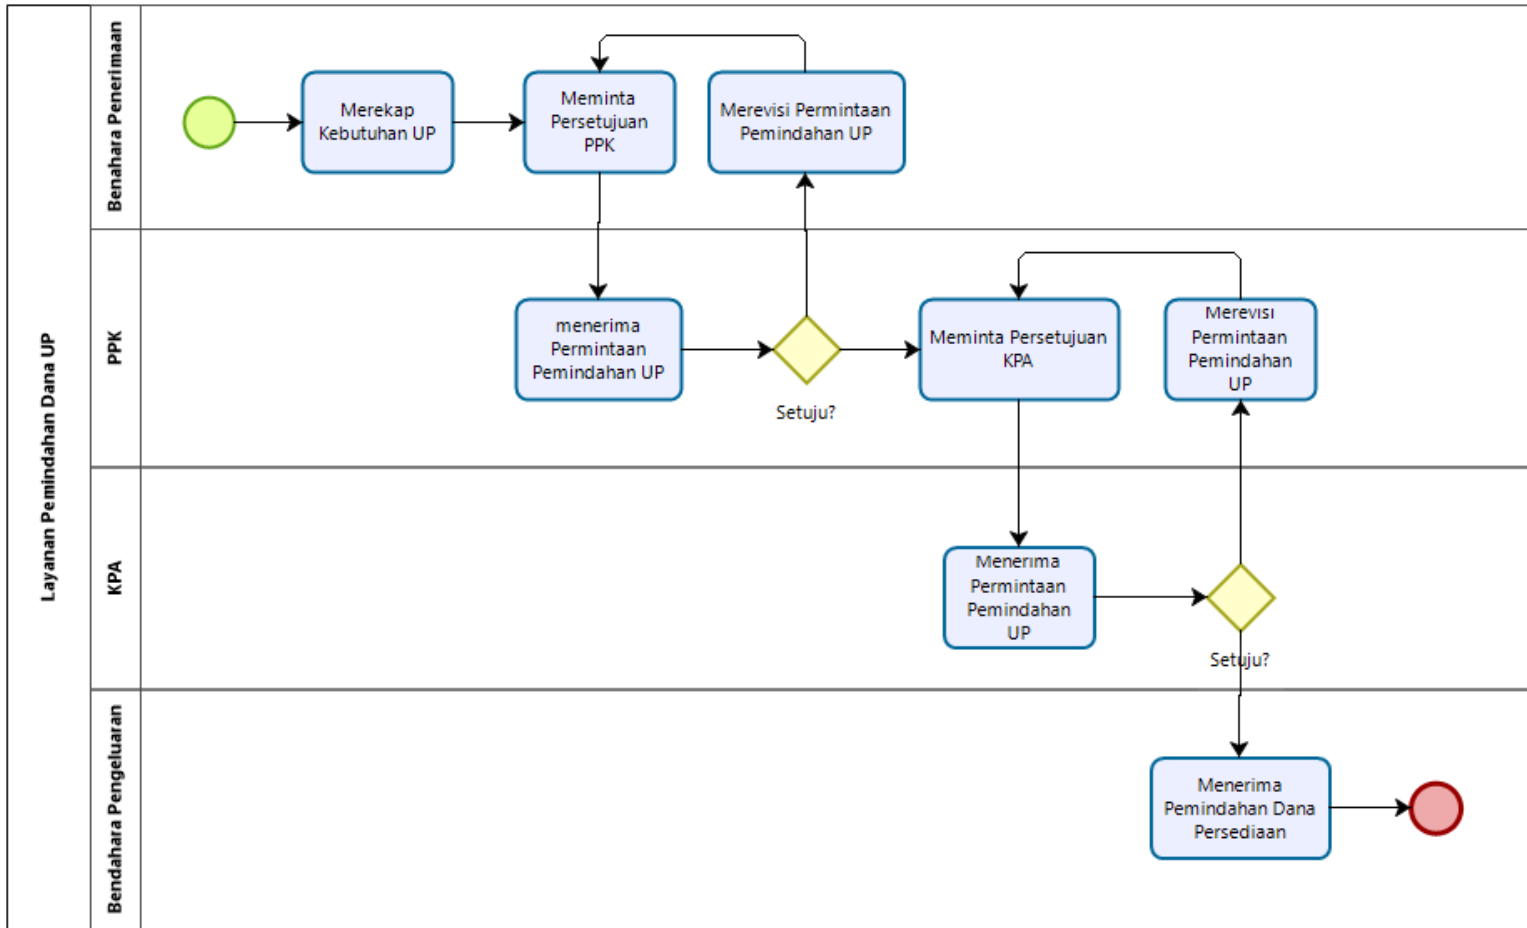 Layanan Pemindahan Dana UP
Benahara Penerimaan
Merekap
Kebutuhan UP
Meminta
Persetujuan
PPK
Merevisi Permintaan
Pemindahan UP
PPK
menerima
Permintaan
Pemindahan UP
Setuju?
Meminta Persetujuan
KPA
Merevisi
Permintaan
Pemindahan
UP
KPA
Menerima
Permintaan
Pemindahan
UP
Setuju?
Bendahara Pengeluaran
Menerima
Pemindahan Dana
Persediaan